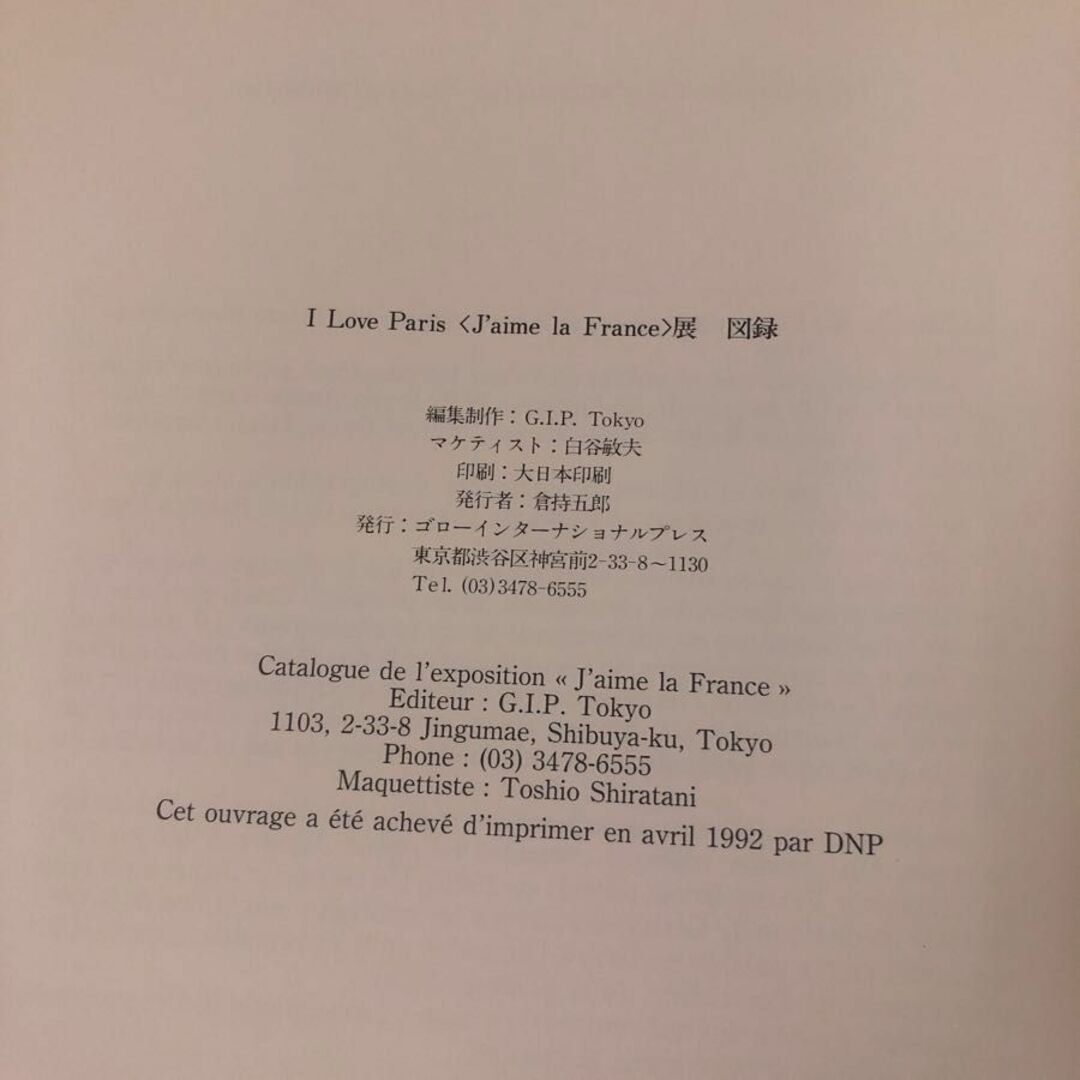 I Love Paris〈J'aime la France〉展　図録
編集制作：G.I.P. Tokyo
マケティスト：白谷敏夫
印刷：大日本印刷
発行者：倉持五郎
発行：ゴローインターナショナルプレス
東京都渋谷区神宮前2-33-8〜1130
Tel. (03)3478-6555
Catalogue de l'exposition « J'aime la France »
Editeur : G.I.P. Tokyo
1103, 2-33-8 Jingumae, Shibuya-ku, Tokyo
Phone : (03) 3478-6555
Maquettiste : Toshio Shiratani
Cet ouvrage a été achevé d'imprimer en avril 1992 par DNP